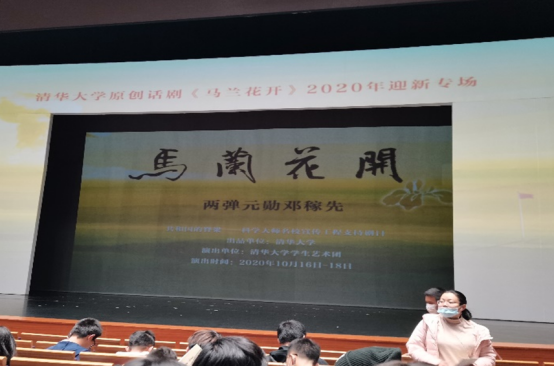 清华大学原创话剧《马兰花开》2020年迎新专场
馬蘭花開
两弹元勋邓稼先
出品单位：清华大学
演出单位：清华大学学生艺术团
演出时间：2020年10月16日-18日